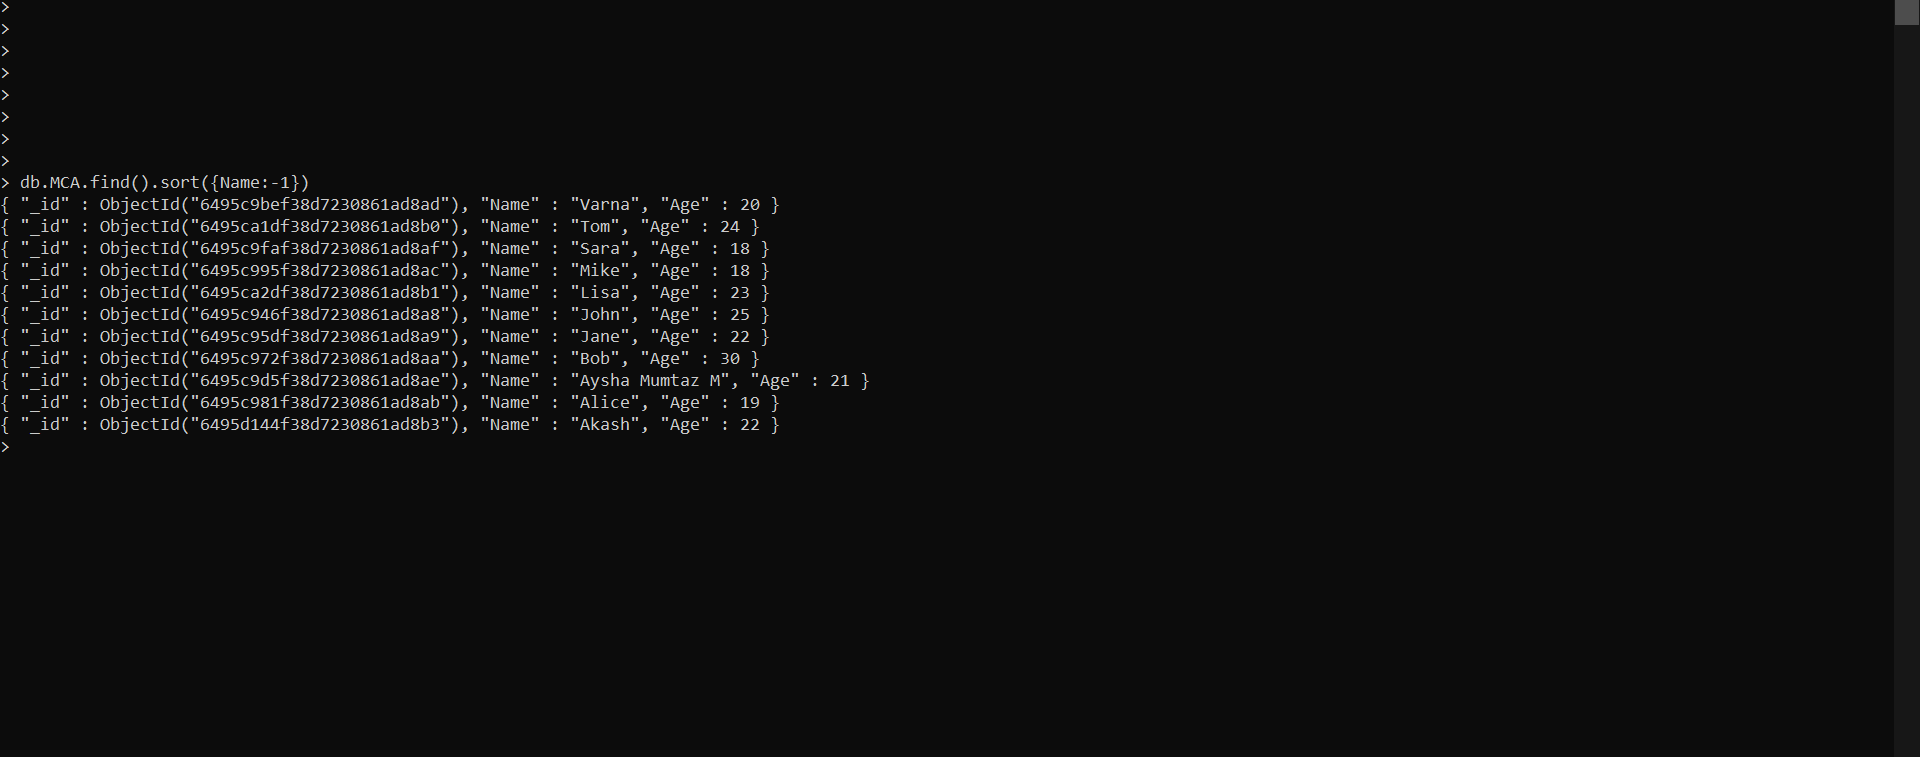 >
>
>
>
>
>
>
>
> db.MCA.find().sort({Name:-1})
{ "_id" : ObjectId("6495c9bef38d7230861ad8ad"), "Name" : "Varna", "Age" : 20 }
{ "_id" : ObjectId("6495ca1df38d7230861ad8b0"), "Name" : "Tom", "Age" : 24 }
{ "_id" : ObjectId("6495c9faf38d7230861ad8af"), "Name" : "Sara", "Age" : 18 }
{ "_id" : ObjectId("6495c995f38d7230861ad8ac"), "Name" : "Mike", "Age" : 18 }
{ "_id" : ObjectId("6495ca2df38d7230861ad8b1"), "Name" : "Lisa", "Age" : 23 }
{ "_id" : ObjectId("6495c946f38d7230861ad8a8"), "Name" : "John", "Age" : 25 }
{ "_id" : ObjectId("6495c95df38d7230861ad8a9"), "Name" : "Jane", "Age" : 22 }
{ "_id" : ObjectId("6495c972f38d7230861ad8aa"), "Name" : "Bob", "Age" : 30 }
{ "_id" : ObjectId("6495c9d5f38d7230861ad8ae"), "Name" : "Aysha Mumtaz M", "Age" : 21 }
{ "_id" : ObjectId("6495c981f38d7230861ad8ab"), "Name" : "Alice", "Age" : 19 }
{ "_id" : ObjectId("6495d144f38d7230861ad8b3"), "Name" : "Akash", "Age" : 22 }
>